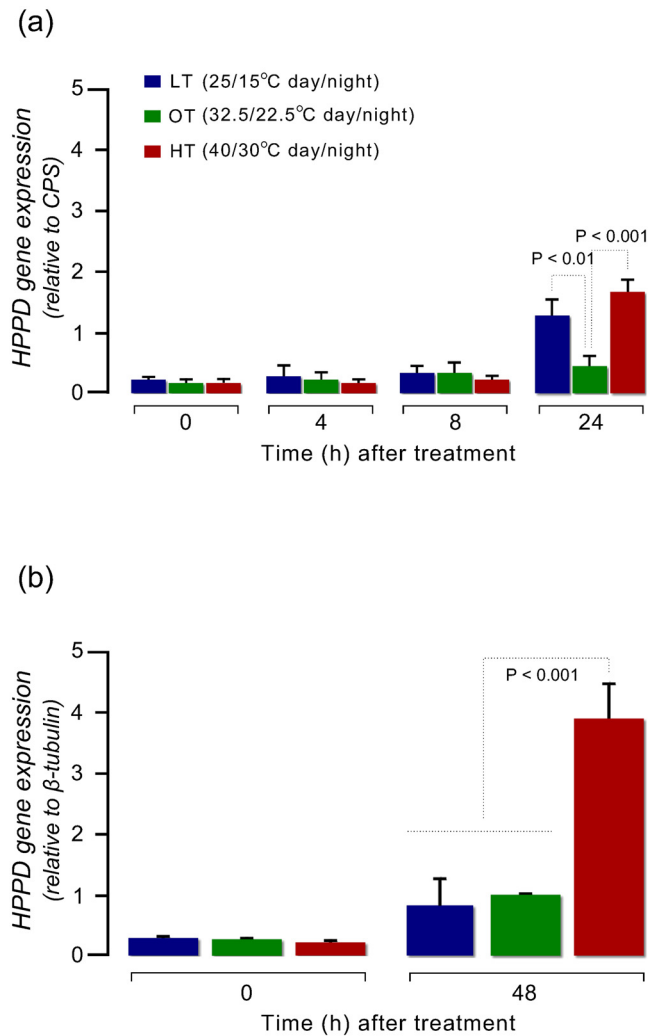 (a)
LT (25/15°C day/night)
OT (32.5/22.5°C day/night)
HT (40/30°C day/night)
HPPD gene expression
(relative to CPS)
5
4
3
2
1
0
P < 0.01
P < 0.001
0 4 8 24
Time (h) after treatment
(b)
HPPD gene expression
(relative to β-tubulin)
5
4
3
2
1
0
P < 0.001
0 48
Time (h) after treatment